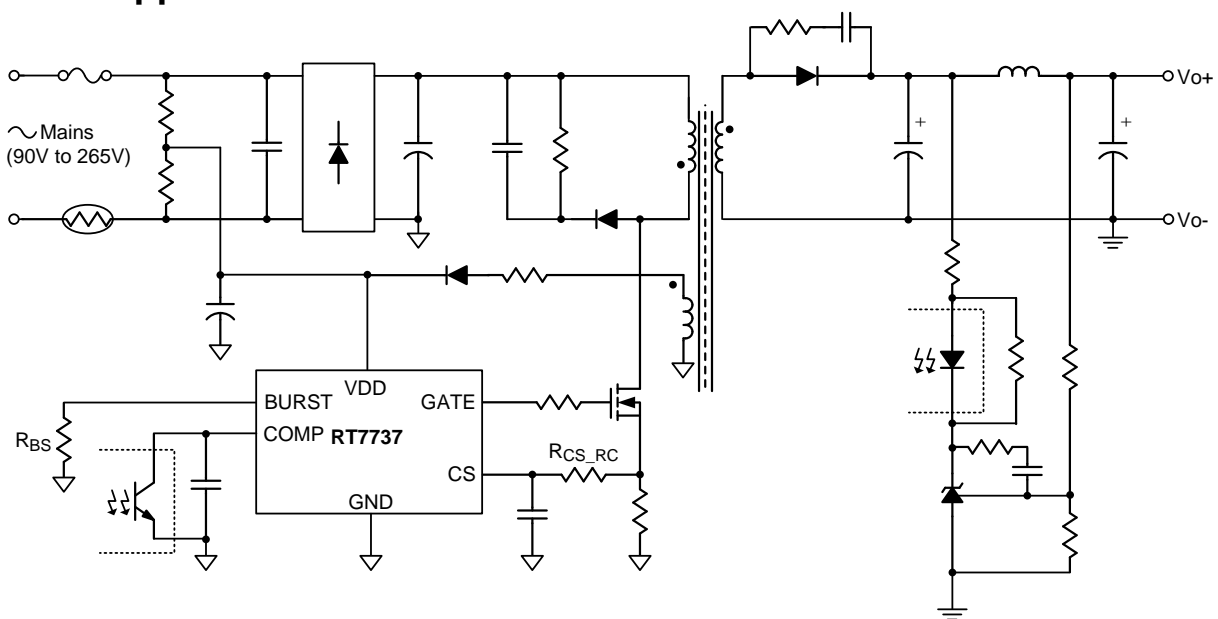 Vo+
Mains
(90V to 265V)
Vo-
VDD
BURST
GATE
COMP RT7737
RBS
RCS_RC
CS
GND